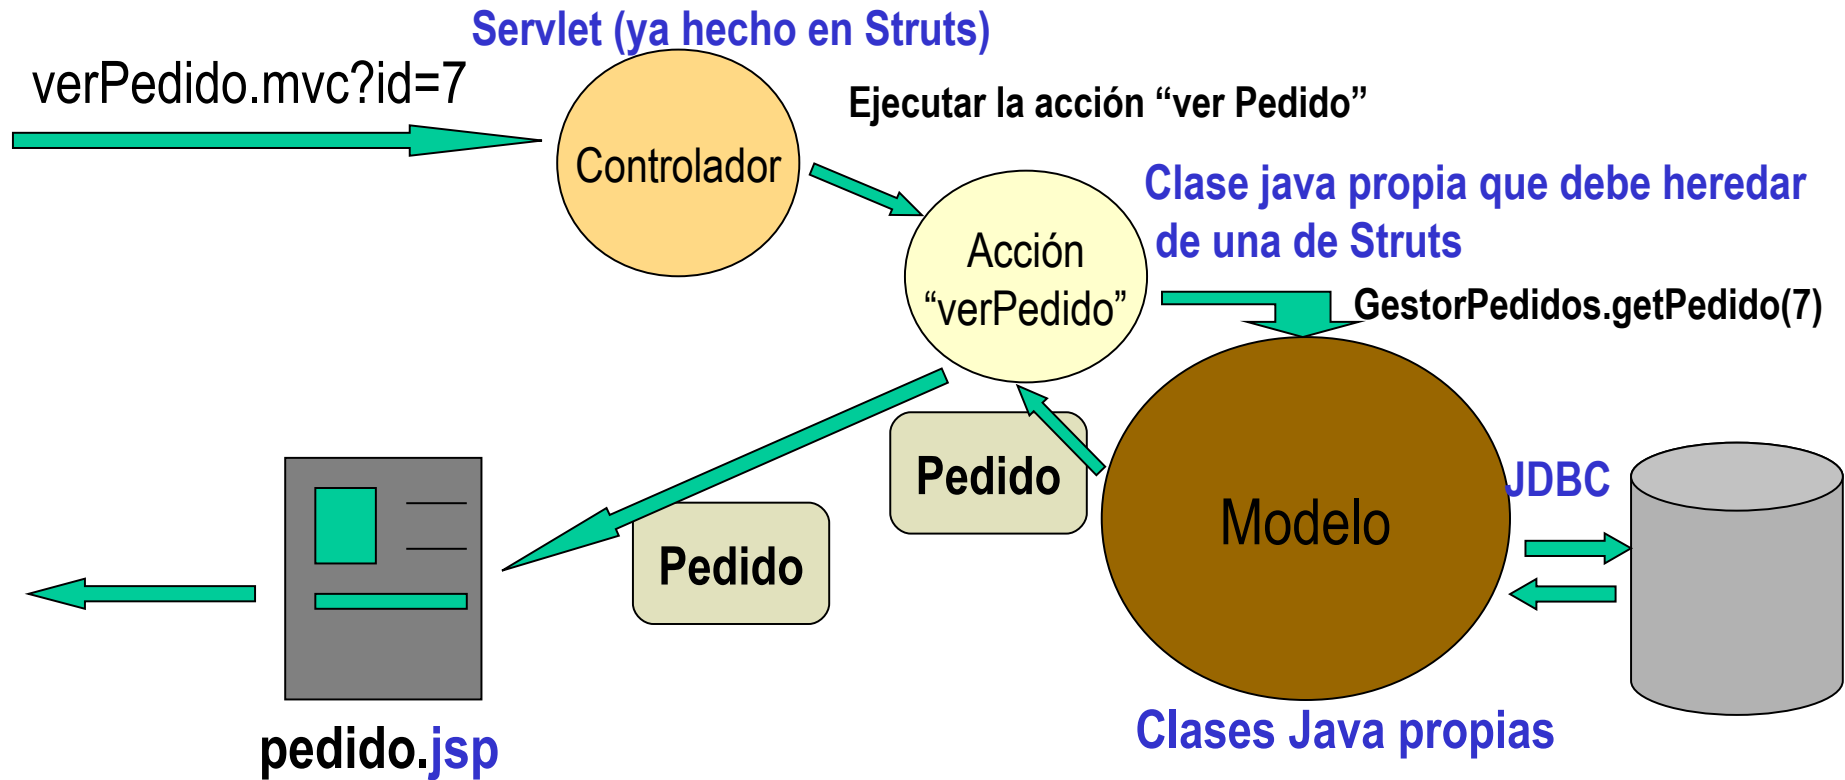 Servlet (ya hecho en Struts)
verPedido.mvc?id=7
Ejecutar la acción “ver Pedido”
Controlador
Clase java propia que debe heredar
de una de Struts
Acción
“verPedido”
GestorPedidos.getPedido(7)
Pedido
JDBC
Modelo
Pedido
Clases Java propias
pedido.jsp